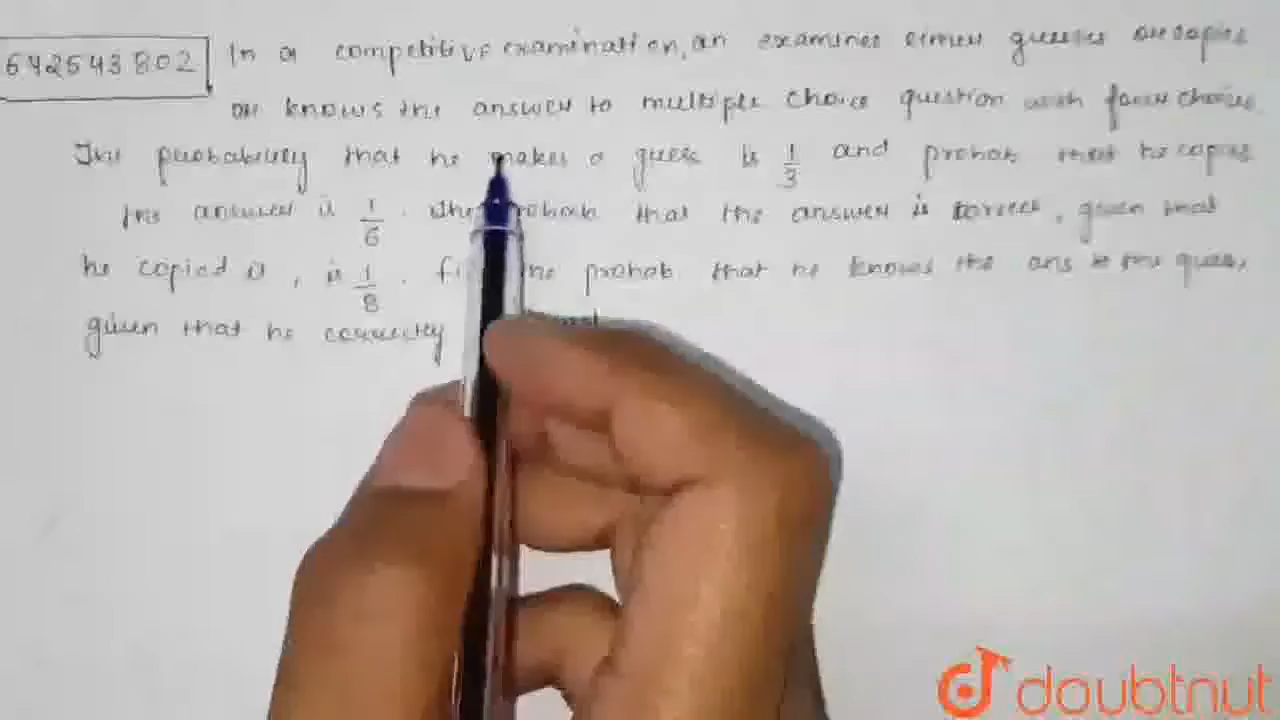 642543802 In a competitive examination, an examinee either guesses or copies
or knows the answer to multiple choice question with four choices
The probability that he makes a guess is 1/3 and probab that he copies
the answer is 1/6. The probab that the answer is correct, given that
he copied it, is 1/8. the probab that he knows the ans to the ques,
given that he correctly
doubtnut